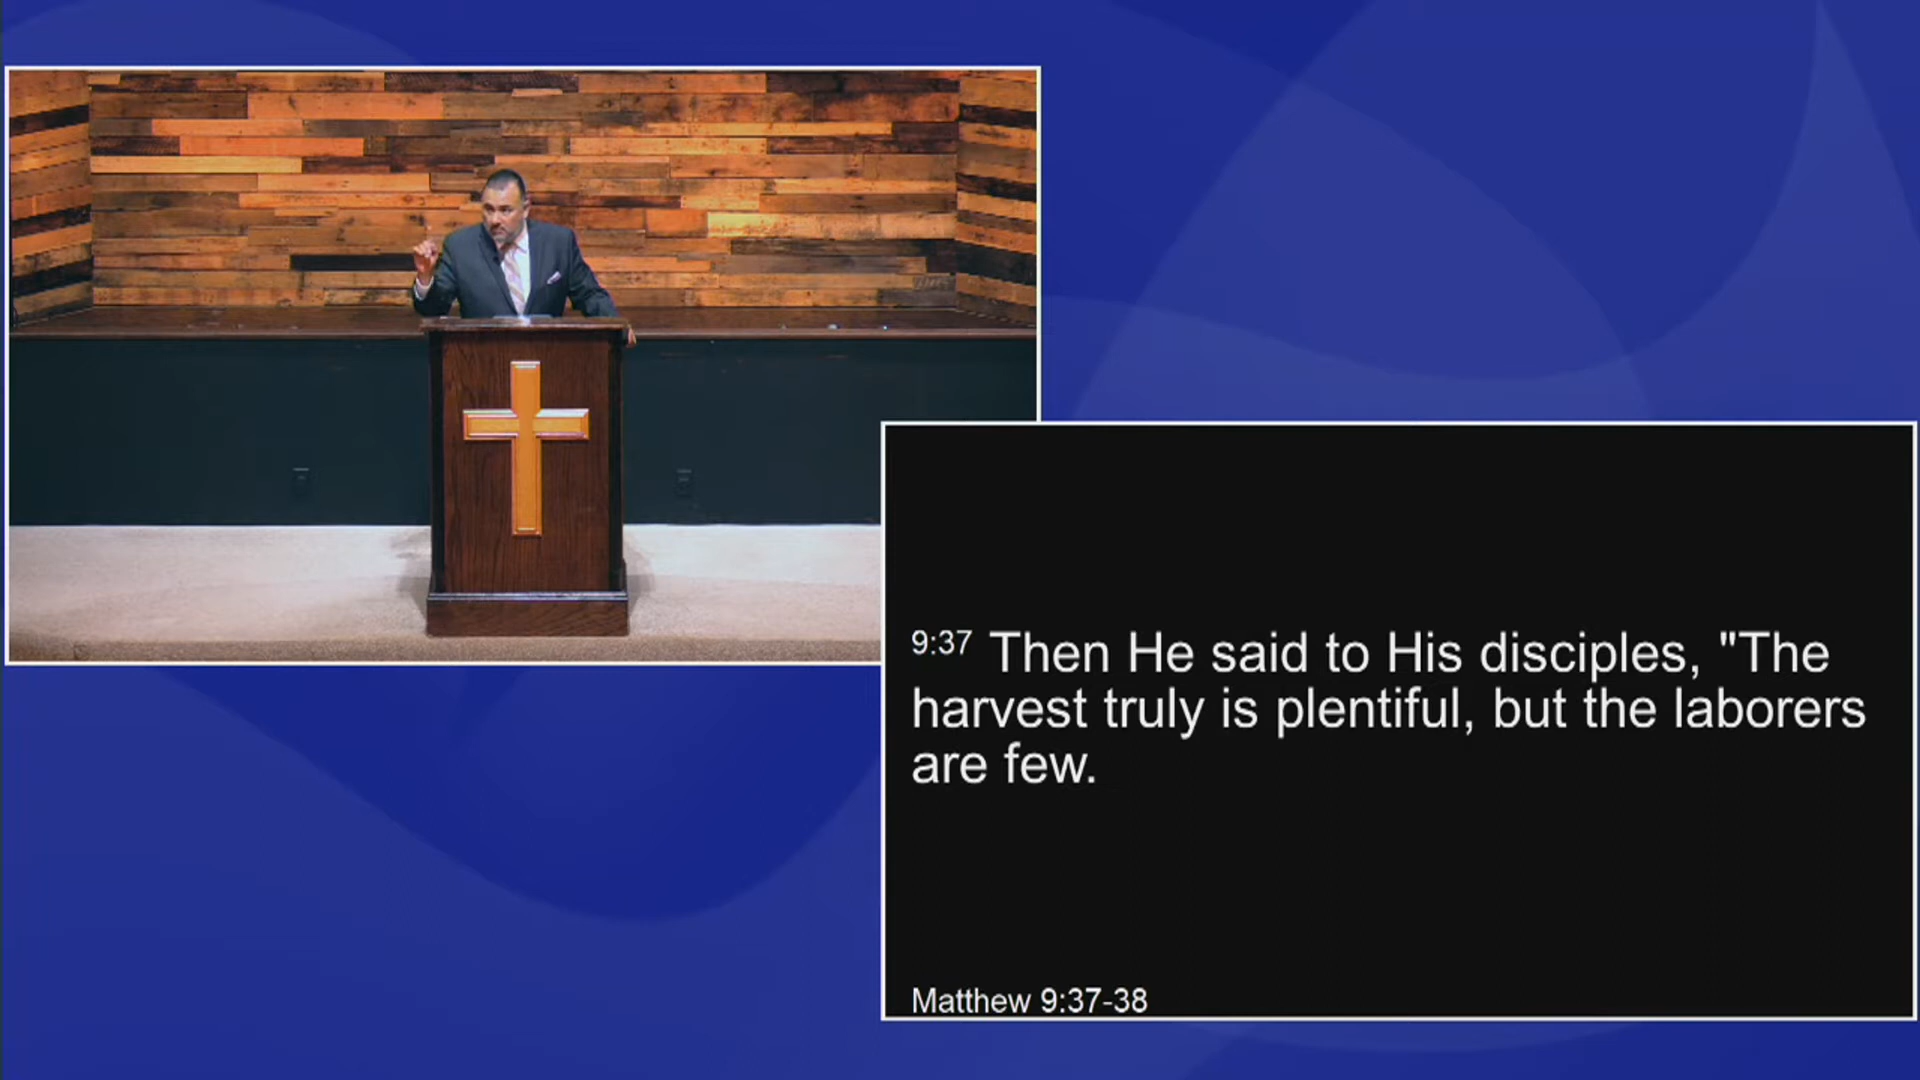 9:37 Then He said to His disciples, "The
harvest truly is plentiful, but the laborers
are few.
Matthew 9:37-38